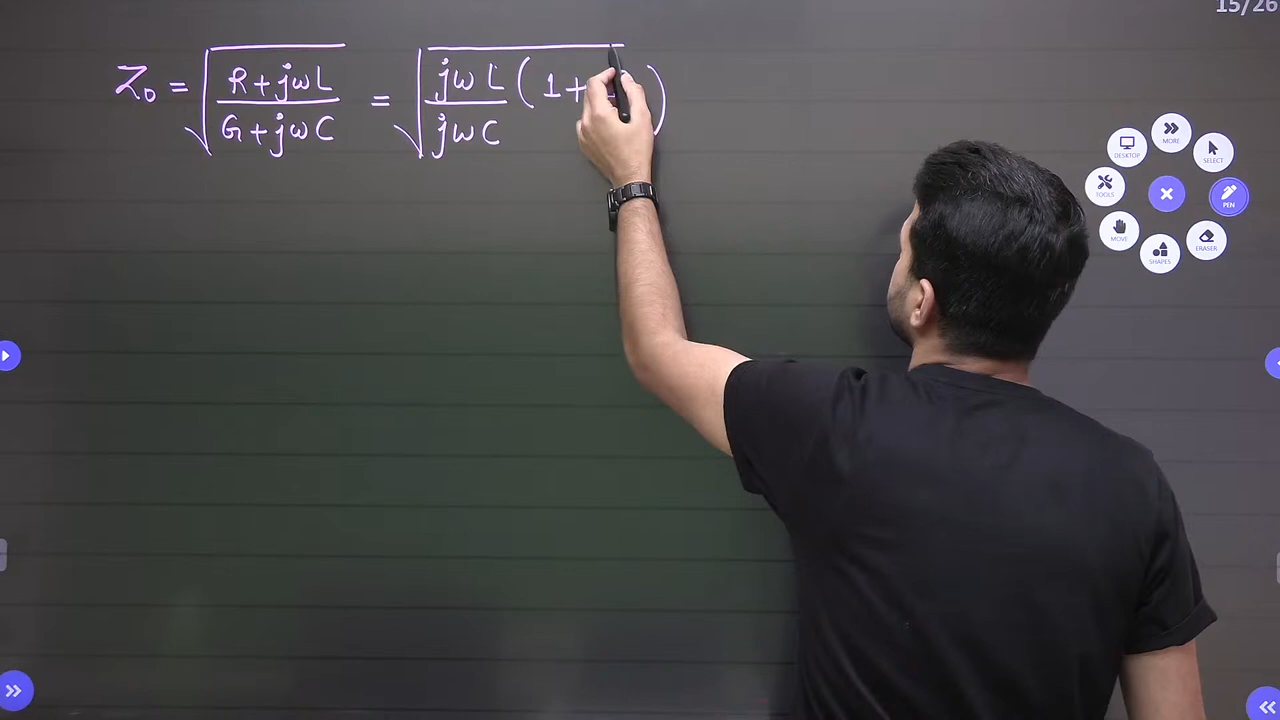 15/26
Z₀ = √((R+jωL)/(G+jωC)) = √((jωL)/(jωC) (1+ )
MORE
DESKTOP
SELECT
TOOLS
PEN
MOVE
ERASER
SHAPES